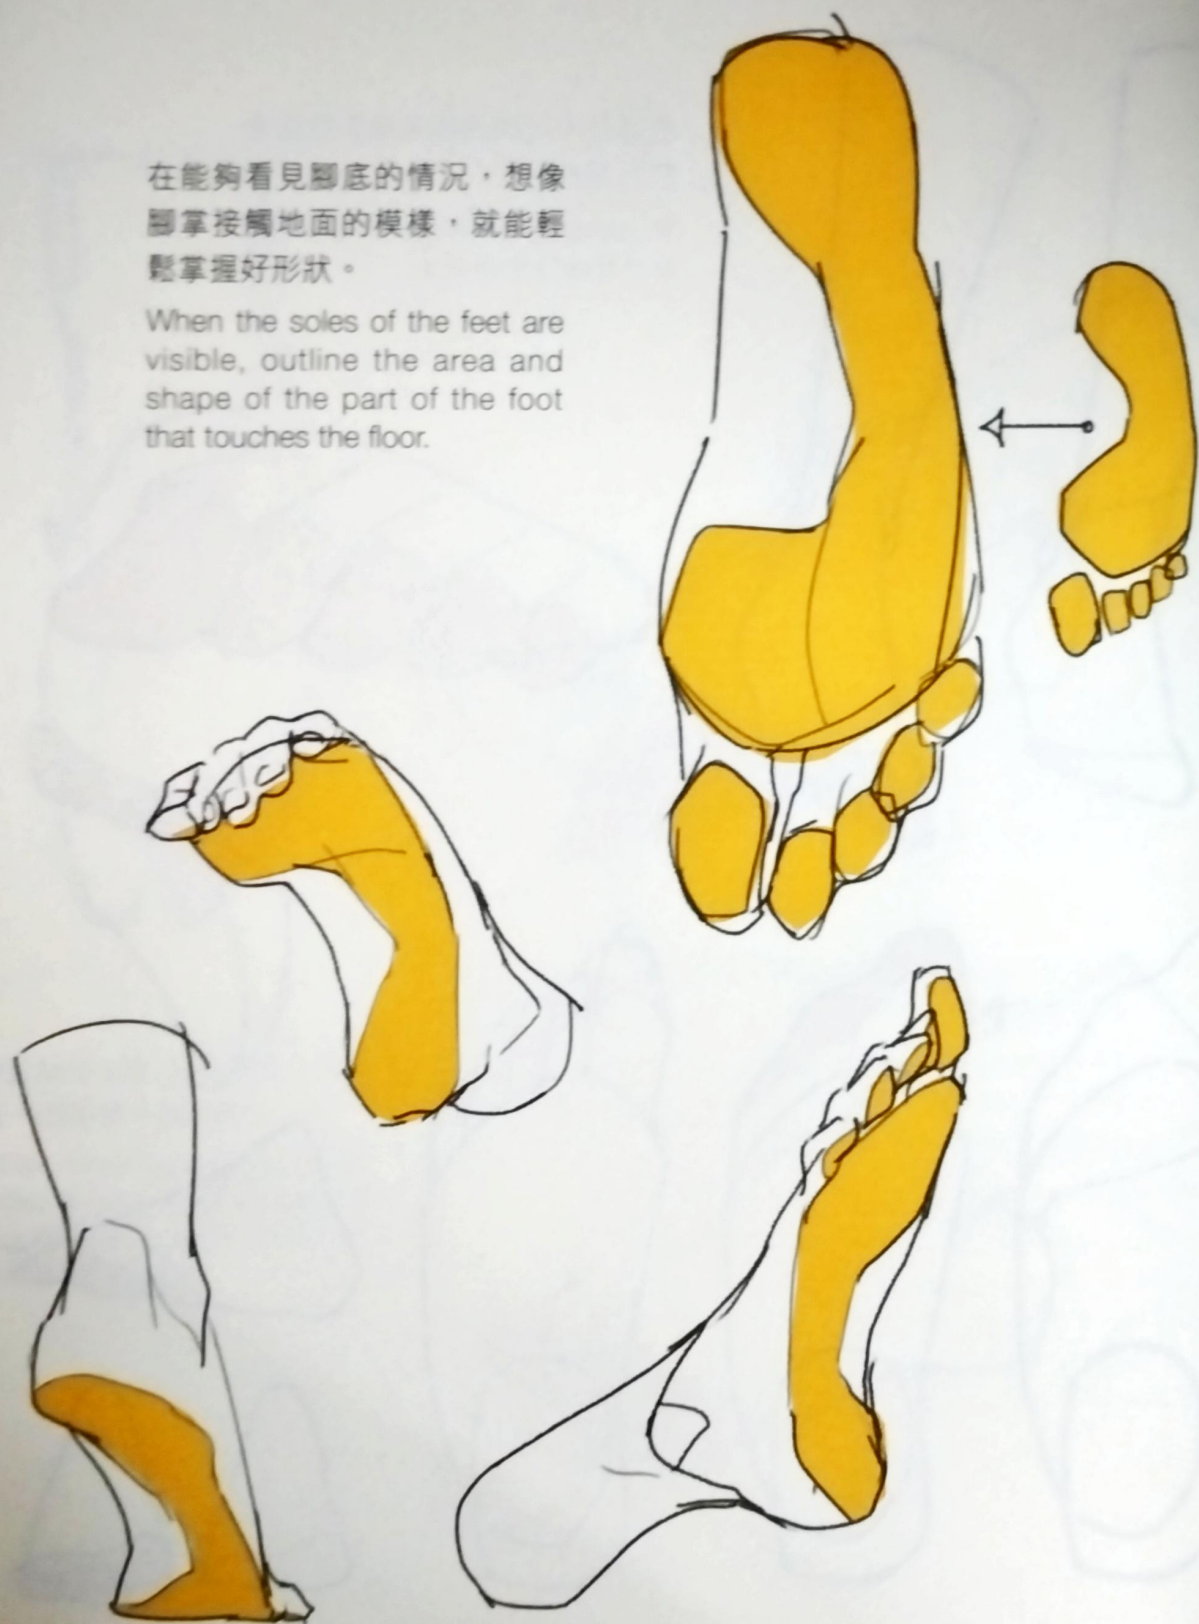 在能夠看見腳底的情況，想像
腳掌接觸地面的模樣，就能輕
鬆掌握好形狀。
When the soles of the feet are
visible, outline the area and
shape of the part of the foot
that touches the floor.